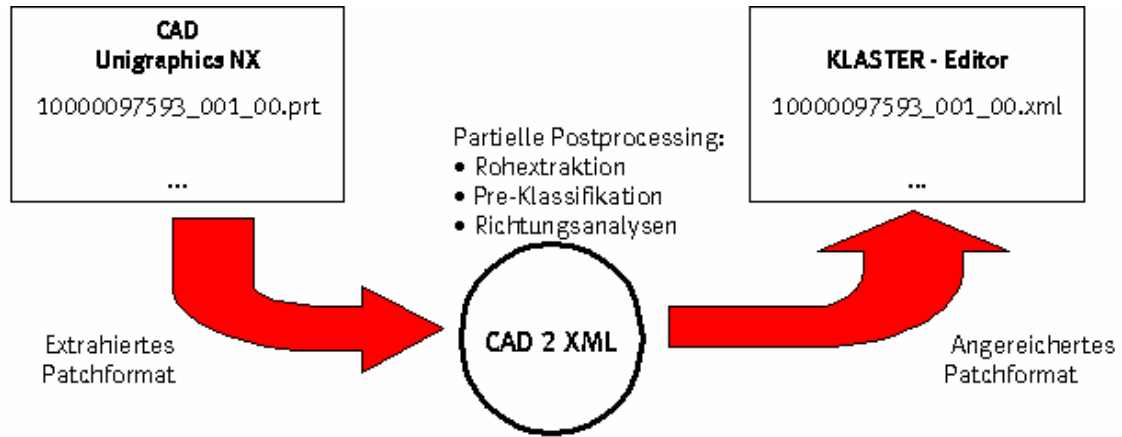 CAD
Unigraphics NX
10000097593_001_00.prt
...
KLASTER - Editor
10000097593_001_00.xml
...
Partielle Postprocessing:
• Rohextraktion
• Pre-Klassifikation
• Richtungsanalysen
CAD 2 XML
Extrahiertes
Patchformat
Angereichertes
Patchformat